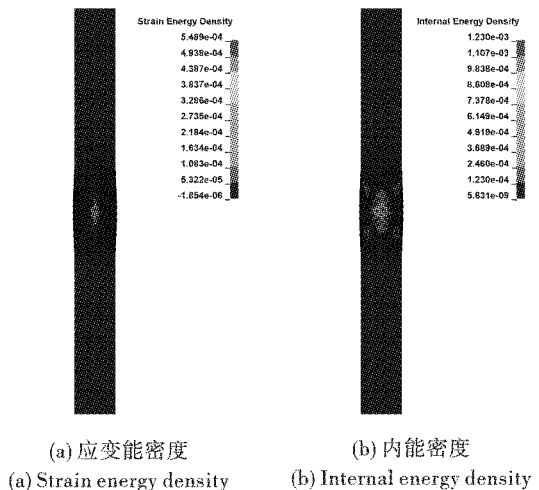 Strain Energy Density
5.489e-04
4.938e-04
4.387e-04
3.837e-04
3.286e-04
2.735e-04
2.184e-04
1.634e-04
1.083e-04
5.322e-05
-1.854e-06
Internal Energy Density
1.230e-03
1.107e-03
9.838e-04
8.608e-04
7.378e-04
6.149e-04
4.919e-04
3.689e-04
2.460e-04
1.230e-04
5.631e-09
(a) 应变能密度
(a) Strain energy density
(b) 内能密度
(b) Internal energy density